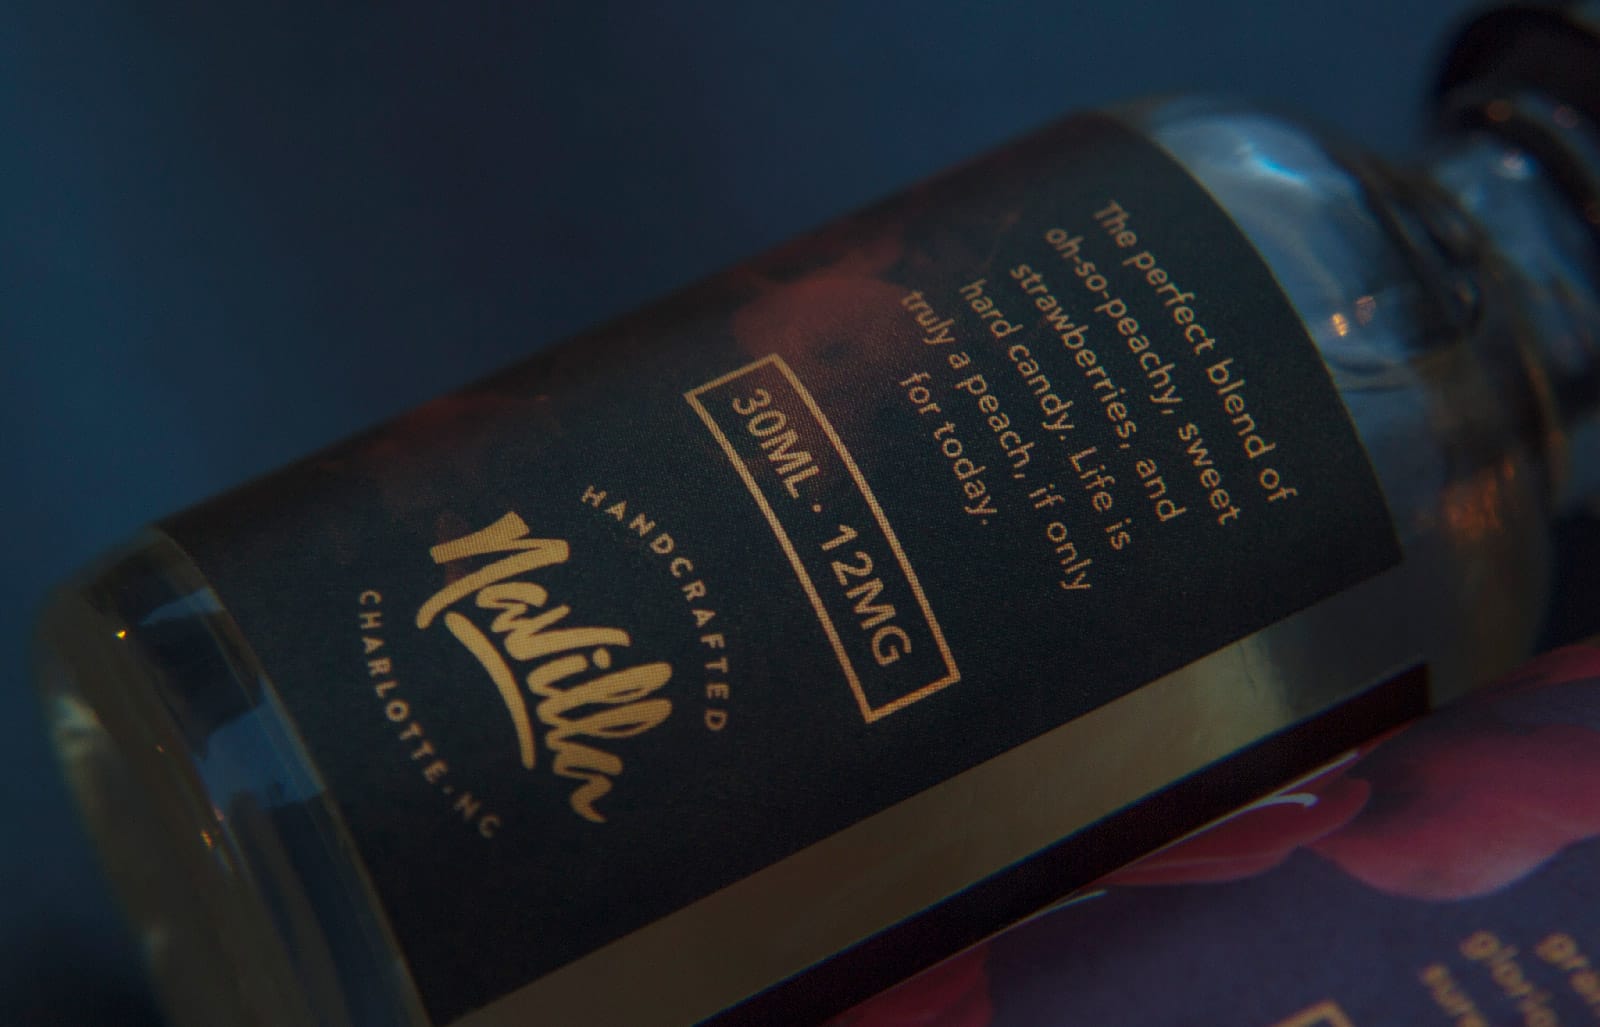 The perfect blend of
oh-so-peachy, sweet
strawberries, and
hard candy. Life is
truly a peach, if only
for today.
30ML · 12MG
HANDCRAFTED
NaVilla
CHARLOTTE · NC